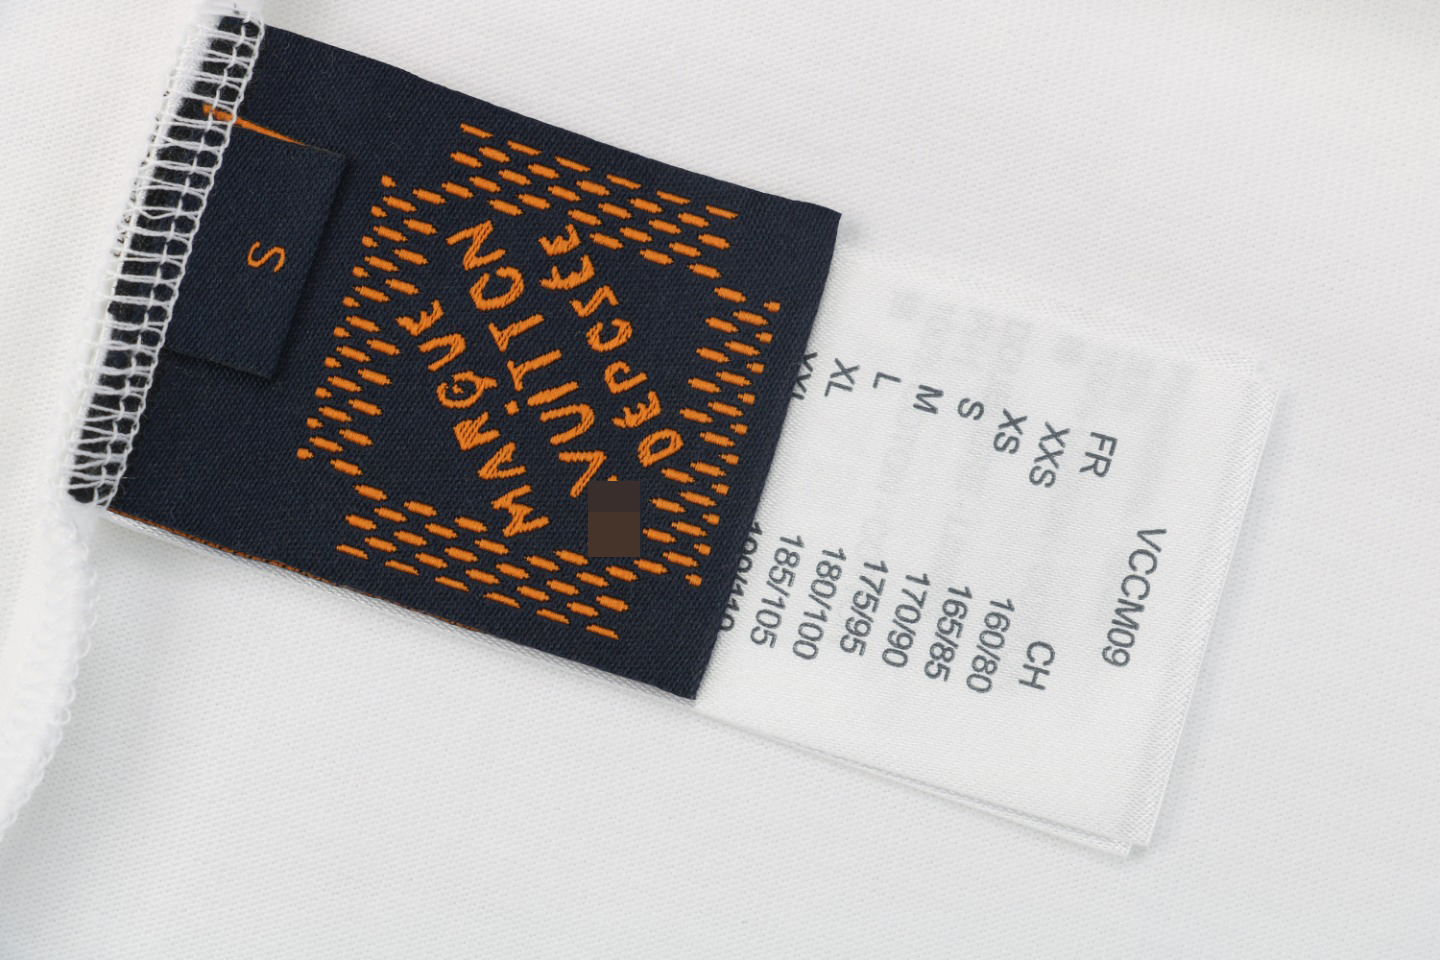 S
MARQUE
VUITTON
DEPOSEE
VCCM09
FR CH
XXS 160/80
XS 165/85
S 170/90
M 175/95
L 180/100
XL 185/105